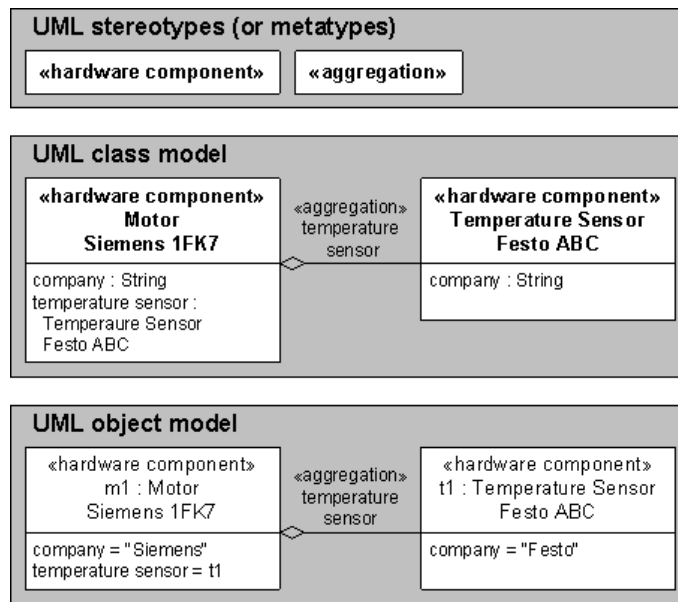 UML stereotypes (or metatypes)
«hardware component»
«aggregation»
UML class model
«hardware component»
Motor
Siemens 1FK7
company : String
temperature sensor :
Temperaure Sensor
Festo ABC
«aggregation»
temperature
sensor
«hardware component»
Temperature Sensor
Festo ABC
company : String
UML object model
«hardware component»
m1 : Motor
Siemens 1FK7
company = "Siemens"
temperature sensor = t1
«aggregation»
temperature
sensor
«hardware component»
t1 : Temperature Sensor
Festo ABC
company = "Festo"